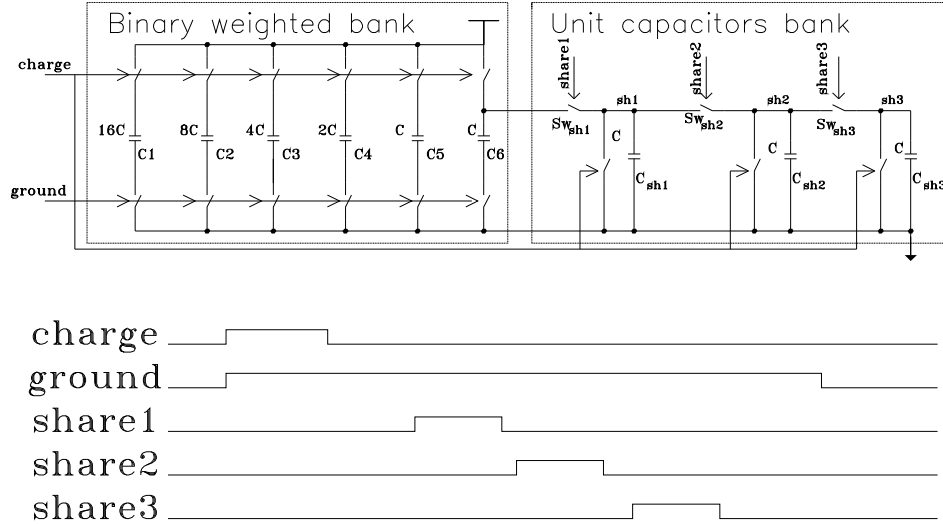 Binary weighted bank
Unit capacitors bank
share1
share2
share3
charge
sh1
sh2
sh3
Sw_sh1
Sw_sh2
Sw_sh3
16C
8C
4C
2C
C
C
C
C
C
C1
C2
C3
C4
C5
C6
C_sh1
C_sh2
C_sh3
ground
charge
ground
share1
share2
share3